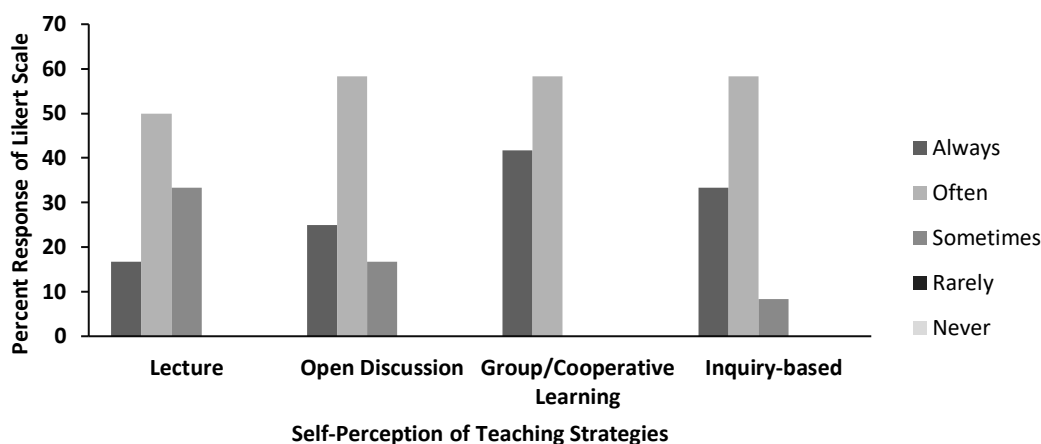 Percent Response of Likert Scale
70
60
50
40
30
20
10
0
Lecture
Open Discussion
Group/Cooperative
Learning
Inquiry-based
Self-Perception of Teaching Strategies
Always
Often
Sometimes
Rarely
Never